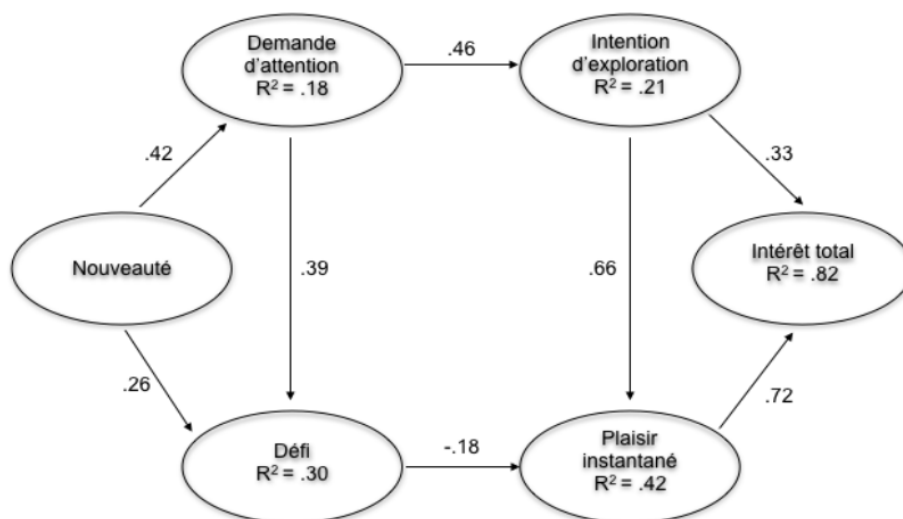 Demande
d'attention
R² = .18
.46
Intention
d'exploration
R² = .21
.42
.33
Nouveauté
.39
.66
Intérêt total
R² = .82
.26
.72
Défi
R² = .30
-.18
Plaisir
instantané
R² = .42